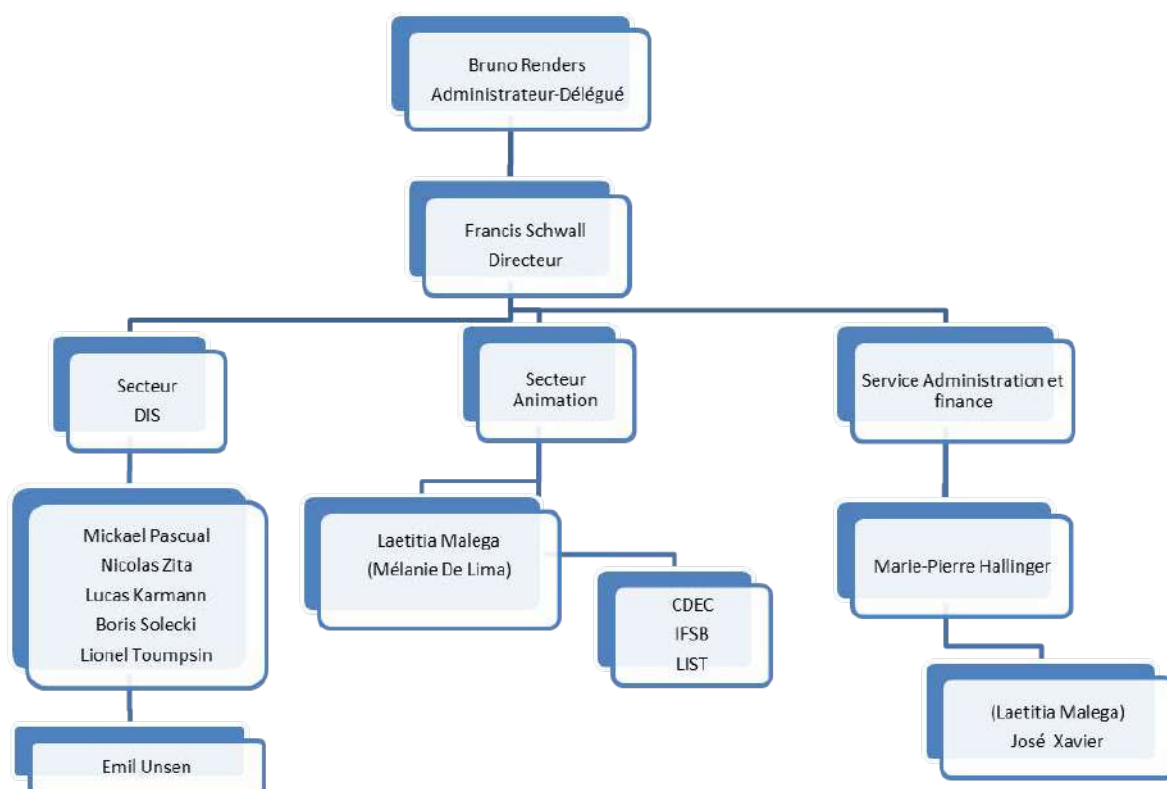 Bruno Renders
Administrateur-Délégué
Francis Schwall
Directeur
Secteur
DIS
Secteur
Animation
Service Administration et
finance
Mickael Pascual
Nicolas Zita
Lucas Karmann
Boris Solecki
Lionel Toumpsin
Laetitia Malega
(Mélanie De Lima)
CDEC
IFSB
LIST
Marie-Pierre Hallinger
(Laetitia Malega)
José Xavier
Emil Unsen